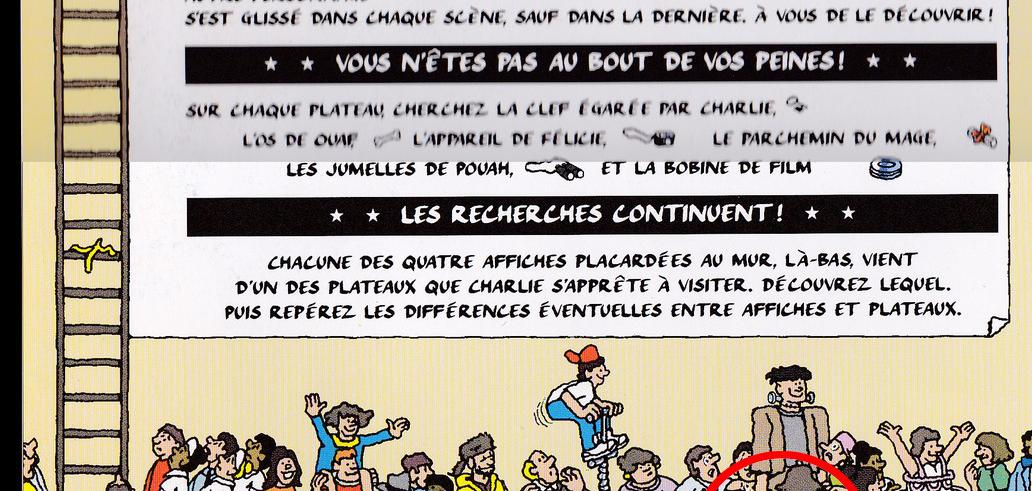 S'EST GLISSÉ DANS CHAQUE SCÈNE, SAUF DANS LA DERNIÈRE. À VOUS DE LE DÉCOUVRIR!
★ ★ VOUS N'ÊTES PAS AU BOUT DE VOS PEINES! ★ ★
SUR CHAQUE PLATEAU, CHERCHEZ LA CLEF ÉGARÉE PAR CHARLIE,
L'OS DE OUAF, L'APPAREIL DE FÉLICIE, LE PARCHEMIN DU MAGE,
LES JUMELLES DE POUAH, ET LA BOBINE DE FILM
★ ★ LES RECHERCHES CONTINUENT! ★ ★
CHACUNE DES QUATRE AFFICHES PLACARDÉES AU MUR, LÀ-BAS, VIENT
D'UN DES PLATEAUX QUE CHARLIE S'APPRÊTE À VISITER. DÉCOUVREZ LEQUEL.
PUIS REPÉREZ LES DIFFÉRENCES ÉVENTUELLES ENTRE AFFICHES ET PLATEAUX.